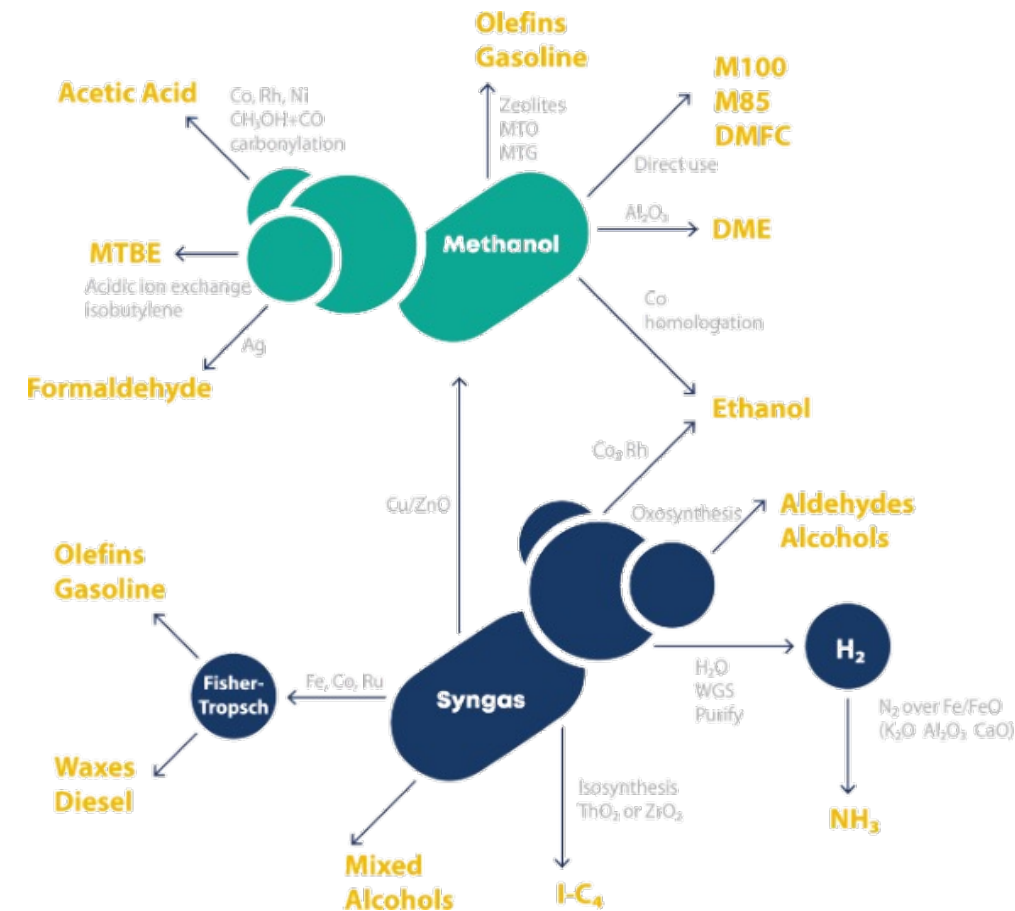 Olefins
Gasoline
Acetic Acid
Co, Rh, Ni
CH₃OH+CO
carbonylation
Zeolites
MTO
MTG
M100
M85
DMFC
Direct use
Al₂O₃
DME
Methanol
MTBE
Acidic ion exchange
isobutylene
Ag
Formaldehyde
Co
homologation
Ethanol
Co, Rh
Cu/ZnO
Oxosynthesis
Aldehydes
Alcohols
Olefins
Gasoline
Fisher-
Tropsch
Fe, Co, Ru
Syngas
H₂O
WGS
Purify
H₂
N₂ over Fe/FeO
(K₂O Al₂O₃ CaO)
NH₃
Waxes
Diesel
Isosynthesis
ThO₂ or ZrO₂
Mixed
Alcohols
I-C₄